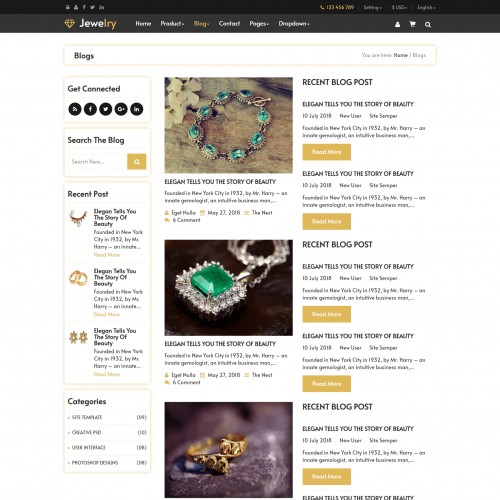 123 456 789 Setting $ USD English
Jewelry Home Product Blog Contact Pages Dropdown
Blogs
You are here: Home / Blogs
Get Connected
Search The Blog
Search Here...
Recent Post
Elegan Tells You
The Story Of
Beauty
Founded in New York
City in 1932, by Mr.
Harry – an innate...
Read More
Elegan Tells You
The Story Of
Beauty
Founded in New York
City in 1932, by Mr.
Harry – an innate...
Read More
Elegan Tells You
The Story Of
Beauty
Founded in New York
City in 1932, by Mr.
Harry – an innate...
Read More
Categories
SITE TEMPLATE (09)
CREATIVE PSD (10)
USER INTERFACE (08)
PHOTOSHOP DESIGNS (08)
ELEGAN TELLS YOU THE STORY OF BEAUTY
Founded in New York City in 1932, by Mr. Harry – an
innate gemologist, an intuitive business man,...
Eget Nulla May 27, 2018 The Nest
6 Comment
ELEGAN TELLS YOU THE STORY OF BEAUTY
Founded in New York City in 1932, by Mr. Harry – an
innate gemologist, an intuitive business man,...
Eget Nulla May 27, 2018 The Nest
6 Comment
RECENT BLOG POST
ELEGAN TELLS YOU THE STORY OF BEAUTY
10 July 2018 New User Site Semper
Founded in New York City in 1932, by Mr. Harry – an
innate gemologist, an intuitive business man,...
Read More
ELEGAN TELLS YOU THE STORY OF BEAUTY
10 July 2018 New User Site Semper
Founded in New York City in 1932, by Mr. Harry – an
innate gemologist, an intuitive business man,...
Read More
RECENT BLOG POST
ELEGAN TELLS YOU THE STORY OF BEAUTY
10 July 2018 New User Site Semper
Founded in New York City in 1932, by Mr. Harry – an
innate gemologist, an intuitive business man,...
Read More
ELEGAN TELLS YOU THE STORY OF BEAUTY
10 July 2018 New User Site Semper
Founded in New York City in 1932, by Mr. Harry – an
innate gemologist, an intuitive business man,...
Read More
RECENT BLOG POST
ELEGAN TELLS YOU THE STORY OF BEAUTY
10 July 2018 New User Site Semper
Founded in New York City in 1932, by Mr. Harry – an
innate gemologist, an intuitive business man,...
Read More
ELEGAN TELLS YOU THE STORY OF BEAUTY